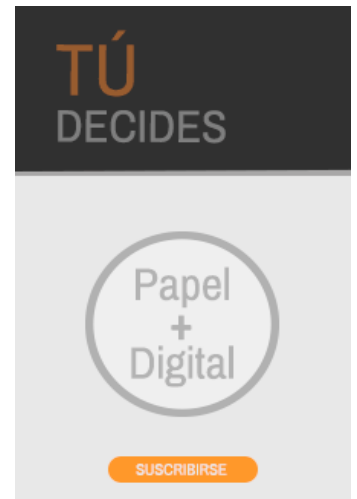 TÚ
DECIDES
Papel
+
Digital
SUSCRIBIRSE